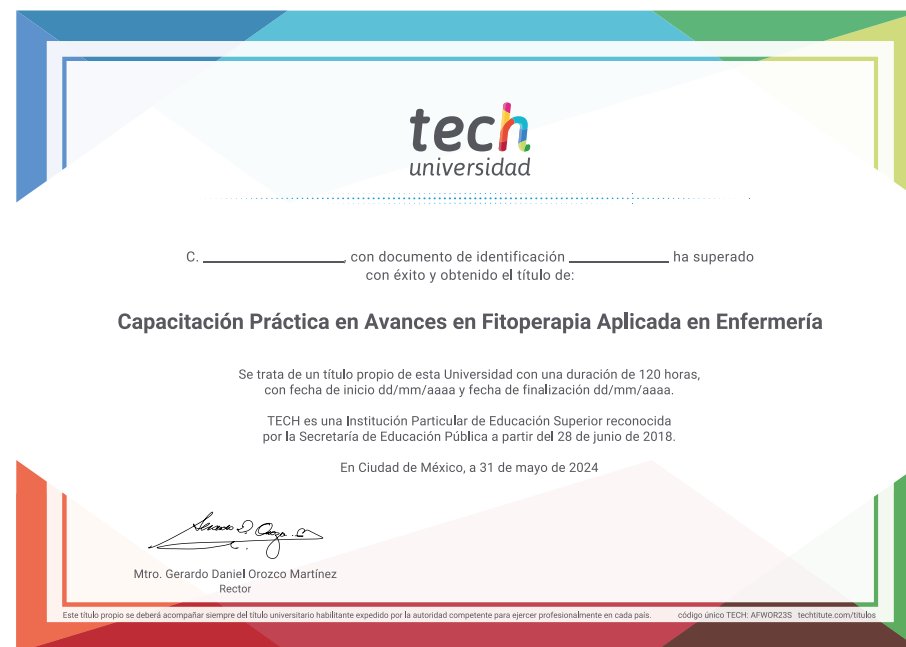 tech
universidad
C. ____________, con documento de identificación ____________ ha superado
con éxito y obtenido el título de:
Capacitación Práctica en Avances en Fitoperapia Aplicada en Enfermería
Se trata de un título propio de esta Universidad con una duración de 120 horas,
con fecha de inicio dd/mm/aaaa y fecha de finalización dd/mm/aaaa.
TECH es una Institución Particular de Educación Superior reconocida
por la Secretaría de Educación Pública a partir del 28 de junio de 2018.
En Ciudad de México, a 31 de mayo de 2024
Mtro. Gerardo Daniel Orozco Martínez
Rector
Este título propio se deberá acompañar siempre del título universitario habilitante expedido por la autoridad competente para ejercer profesionalmente en cada país. código único TECH: AFWOR23S techtitute.com/titulos